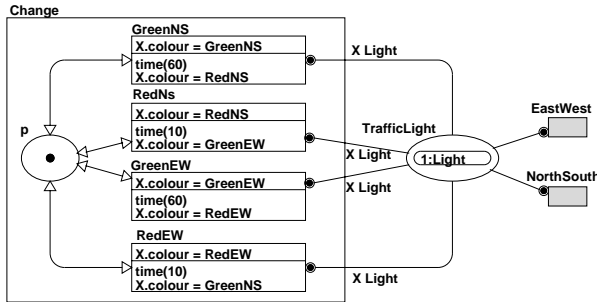 Change
GreenNS
X.colour = GreenNS
time(60)
X.colour = RedNS
X Light
RedNs
X.colour = RedNS
time(10)
X.colour = GreenEW
p
TrafficLight
X Light
1:Light
X Light
EastWest
NorthSouth
GreenEW
X.colour = GreenEW
time(60)
X.colour = RedEW
RedEW
X.colour = RedEW
time(10)
X.colour = GreenNS
X Light